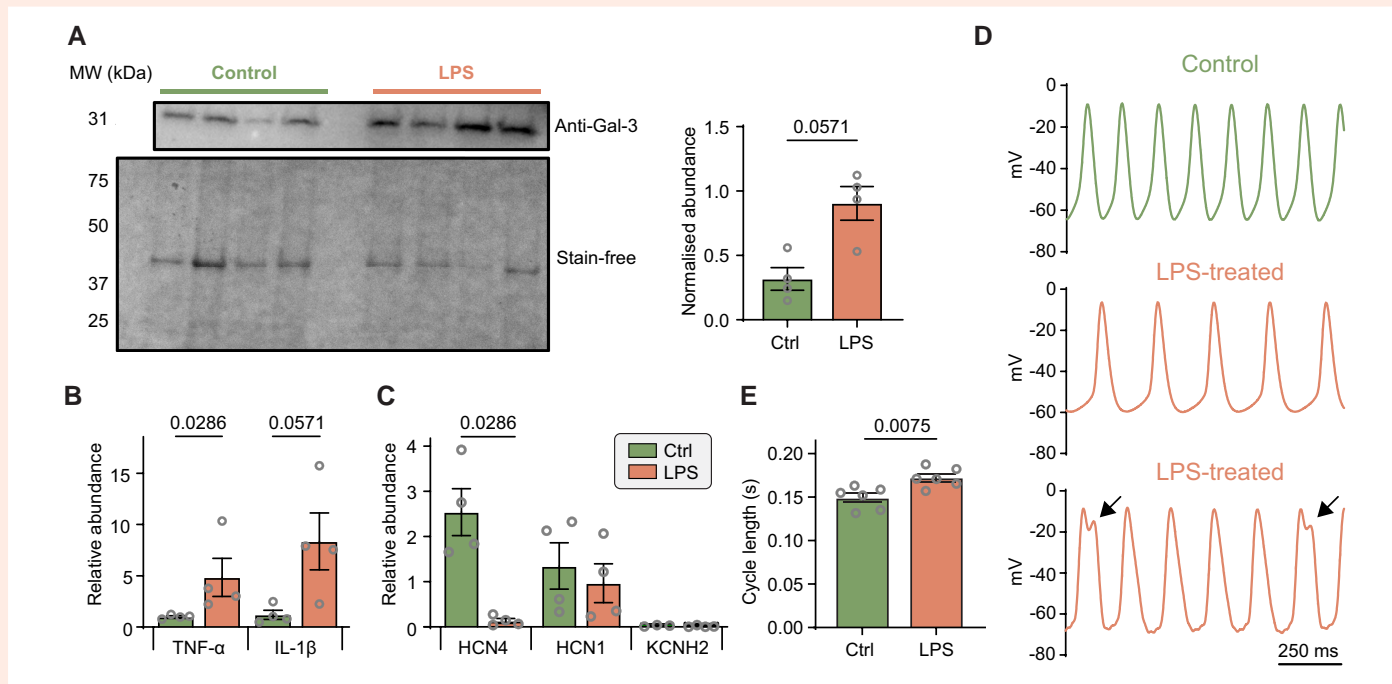 A
MW (kDa)
Control
LPS
31
Anti-Gal-3
75
50
37
25
Stain-free
Normalised abundance
1.5
1.0
0.5
0.0
0.0571
Ctrl
LPS
B
Relative abundance
15
10
5
0
0.0286
0.0571
TNF-α
IL-1β
C
Relative abundance
4
3
2
1
0
0.0286
Ctrl
LPS
HCN4
HCN1
KCNH2
E
Cycle length (s)
0.20
0.15
0.10
0.05
0.00
0.0075
Ctrl
LPS
D
Control
mV
0
-20
-40
-60
-80
LPS-treated
mV
0
-20
-40
-60
-80
LPS-treated
mV
0
-20
-40
-60
-80
250 ms